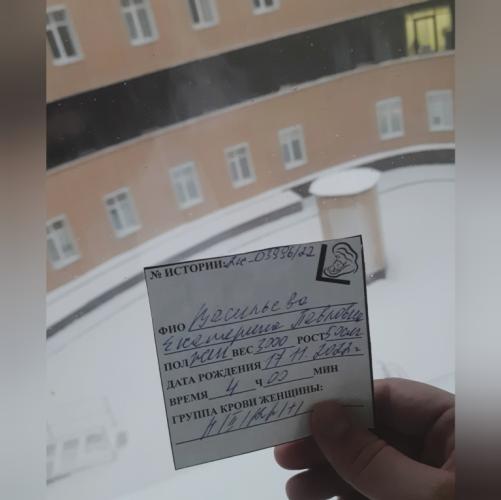 № ИСТОРИИ:
ФИО Васильева
Екатерина Павловна
ПОЛ жен ВЕС 3000 РОСТ 50см
ДАТА РОЖДЕНИЯ 17 11 2022г
ВРЕМЯ 4 ч 00 МИН
ГРУППА КРОВИ ЖЕНЩИНЫ: